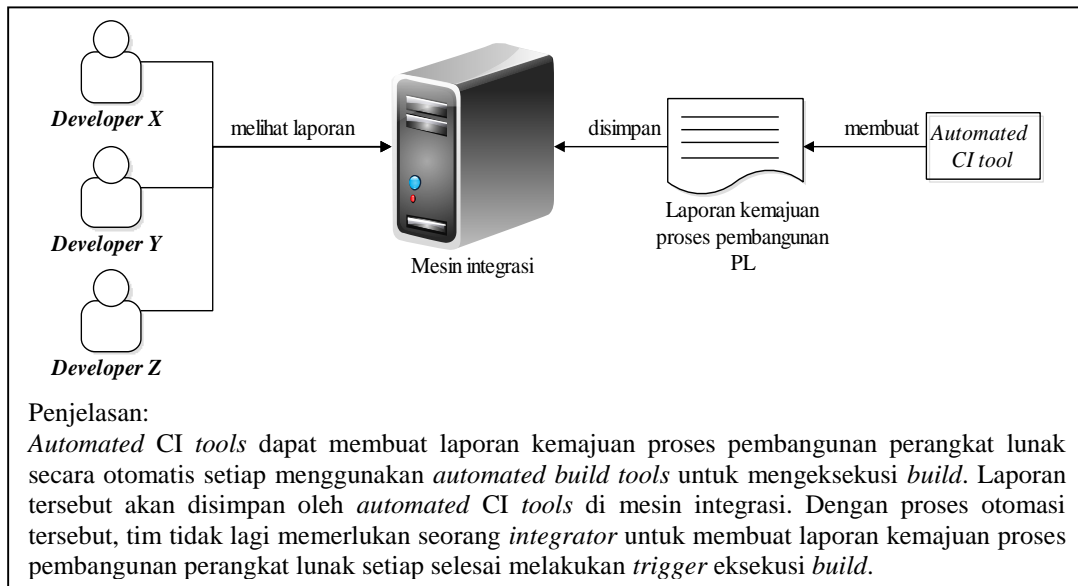 Developer X
melihat laporan
disimpan
membuat
Automated
CI tool
Developer Y
Laporan kemajuan
proses pembangunan
PL
Mesin integrasi
Developer Z
Penjelasan:
Automated CI tools dapat membuat laporan kemajuan proses pembangunan perangkat lunak
secara otomatis setiap menggunakan automated build tools untuk mengeksekusi build. Laporan
tersebut akan disimpan oleh automated CI tools di mesin integrasi. Dengan proses otomasi
tersebut, tim tidak lagi memerlukan seorang integrator untuk membuat laporan kemajuan proses
pembangunan perangkat lunak setiap selesai melakukan trigger eksekusi build.